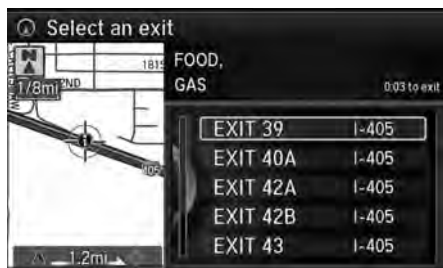 Select an exit
1/8mi
FOOD,
GAS
0:03 to exit
EXIT 39 I-405
EXIT 40A I-405
EXIT 42A I-405
EXIT 42B I-405
EXIT 43 I-405
405
1.2mi